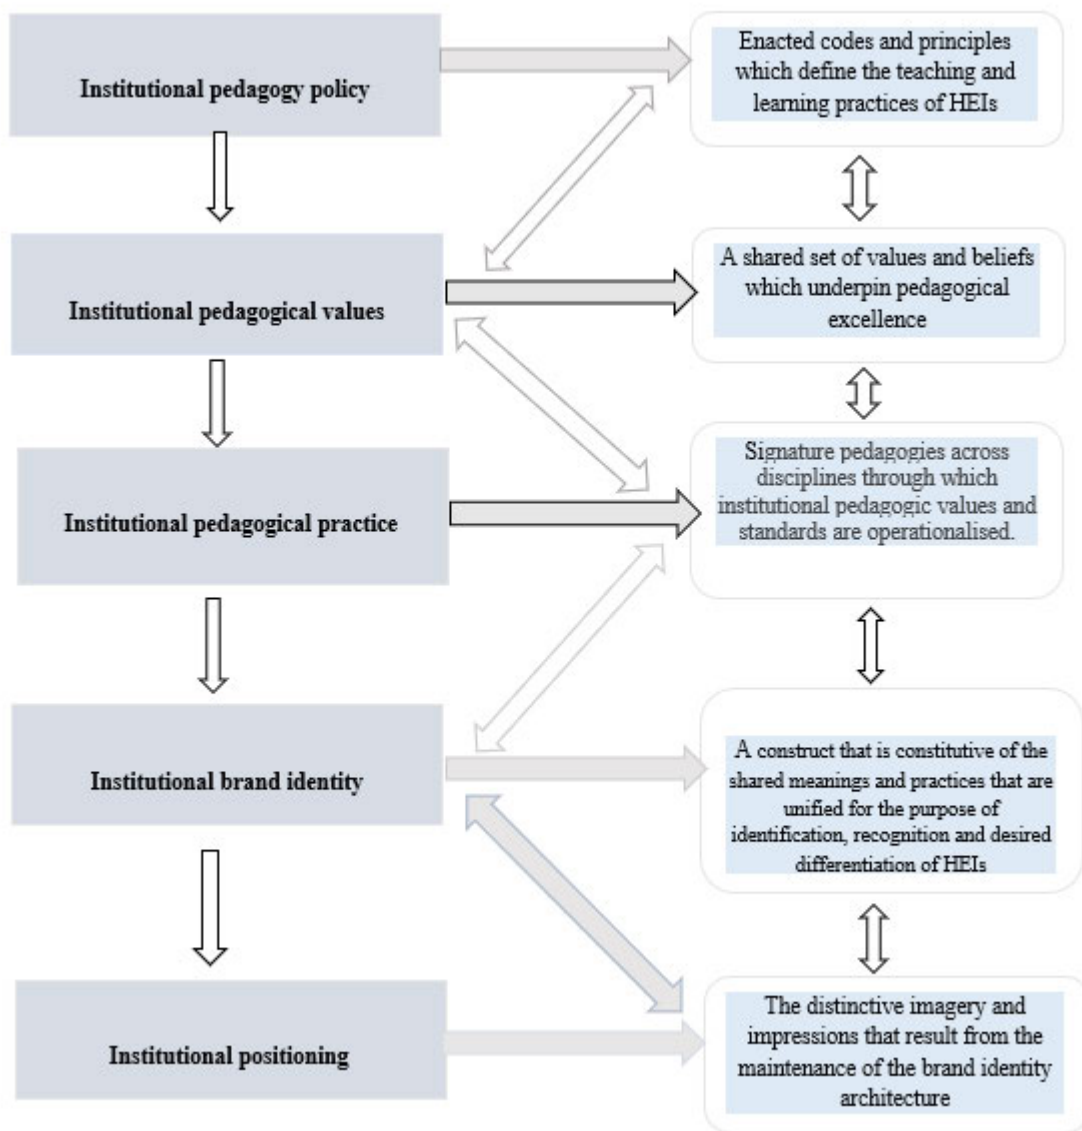 Institutional pedagogy policy
Enacted codes and principles
which define the teaching and
learning practices of HEIs
Institutional pedagogical values
A shared set of values and beliefs
which underpin pedagogical
excellence
Institutional pedagogical practice
Signature pedagogies across
disciplines through which
institutional pedagogic values and
standards are operationalised.
Institutional brand identity
A construct that is constitutive of the
shared meanings and practices that are
unified for the purpose of
identification, recognition and desired
differentiation of HEIs
Institutional positioning
The distinctive imagery and
impressions that result from the
maintenance of the brand identity
architecture